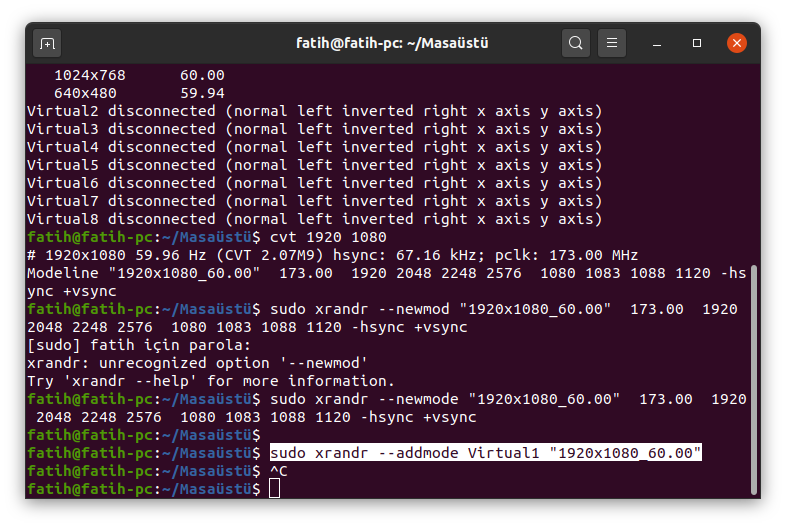 fatih@fatih-pc: ~/Masaüstü
1024x768      60.00
640x480       59.94
Virtual2 disconnected (normal left inverted right x axis y axis)
Virtual3 disconnected (normal left inverted right x axis y axis)
Virtual4 disconnected (normal left inverted right x axis y axis)
Virtual5 disconnected (normal left inverted right x axis y axis)
Virtual6 disconnected (normal left inverted right x axis y axis)
Virtual7 disconnected (normal left inverted right x axis y axis)
Virtual8 disconnected (normal left inverted right x axis y axis)
fatih@fatih-pc:~/Masaüstü$ cvt 1920 1080
# 1920x1080 59.96 Hz (CVT 2.07M9) hsync: 67.16 kHz; pclk: 173.00 MHz
Modeline "1920x1080_60.00"  173.00  1920 2048 2248 2576  1080 1083 1088 1120 -hs
ync +vsync
fatih@fatih-pc:~/Masaüstü$ sudo xrandr --newmod "1920x1080_60.00"  173.00  1920
2048 2248 2576  1080 1083 1088 1120 -hsync +vsync
[sudo] fatih için parola:
xrandr: unrecognized option '--newmod'
Try 'xrandr --help' for more information.
fatih@fatih-pc:~/Masaüstü$ sudo xrandr --newmode "1920x1080_60.00"  173.00  1920
2048 2248 2576  1080 1083 1088 1120 -hsync +vsync
fatih@fatih-pc:~/Masaüstü$
fatih@fatih-pc:~/Masaüstü$ sudo xrandr --addmode Virtual1 "1920x1080_60.00"
fatih@fatih-pc:~/Masaüstü$ ^C
fatih@fatih-pc:~/Masaüstü$